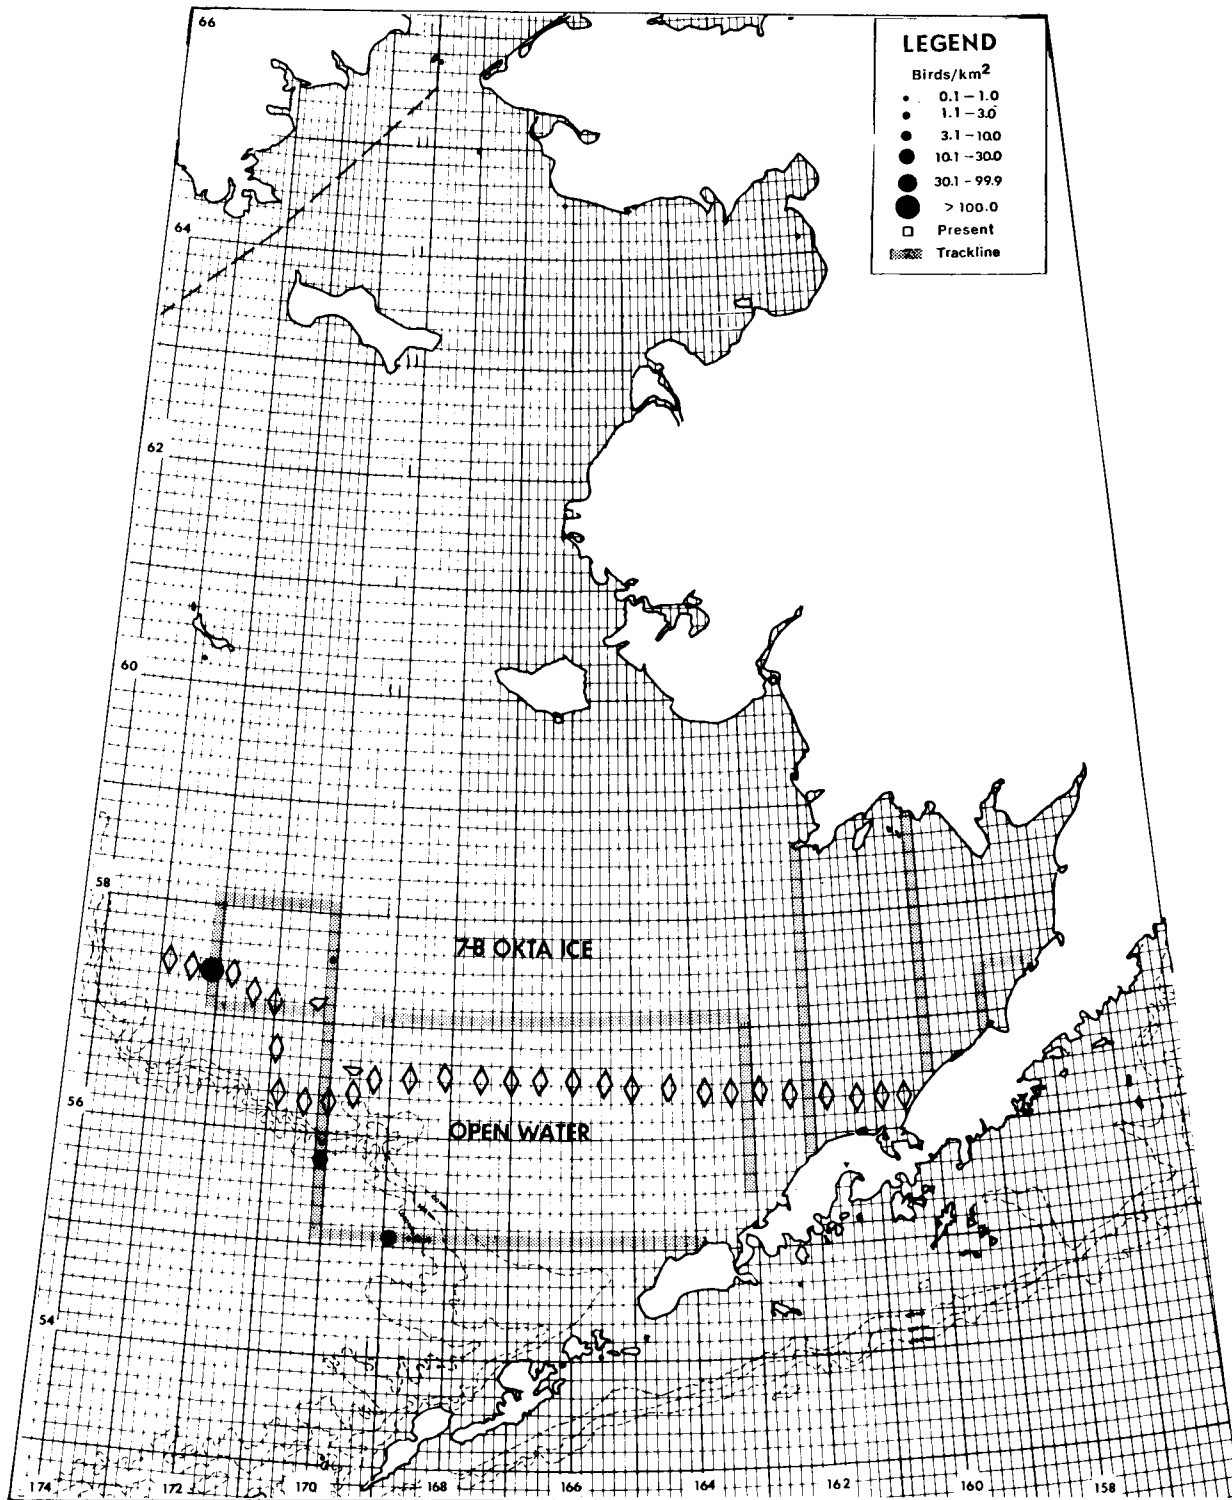 66
LEGEND
Birds/km²
0.1 – 1.0
1.1 – 3.0
3.1 – 10.0
10.1 – 30.0
30.1 – 99.9
> 100.0
Present
Trackline
64
62
60
58
7-8 OKTA ICE
56
OPEN WATER
54
174 172 170 168 166 164 162 160 158